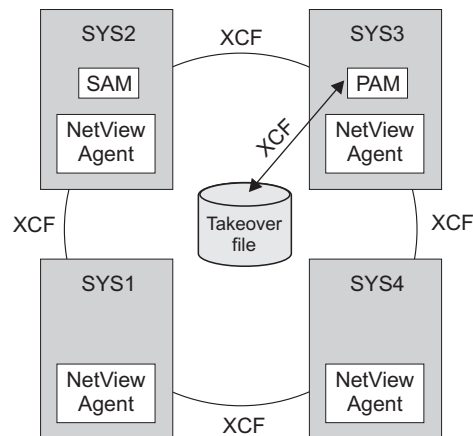 SYS2
XCF
SYS3
SAM
PAM
NetView
Agent
XCF
NetView
Agent
XCF
Takeover
file
XCF
SYS1
SYS4
NetView
Agent
NetView
Agent
XCF